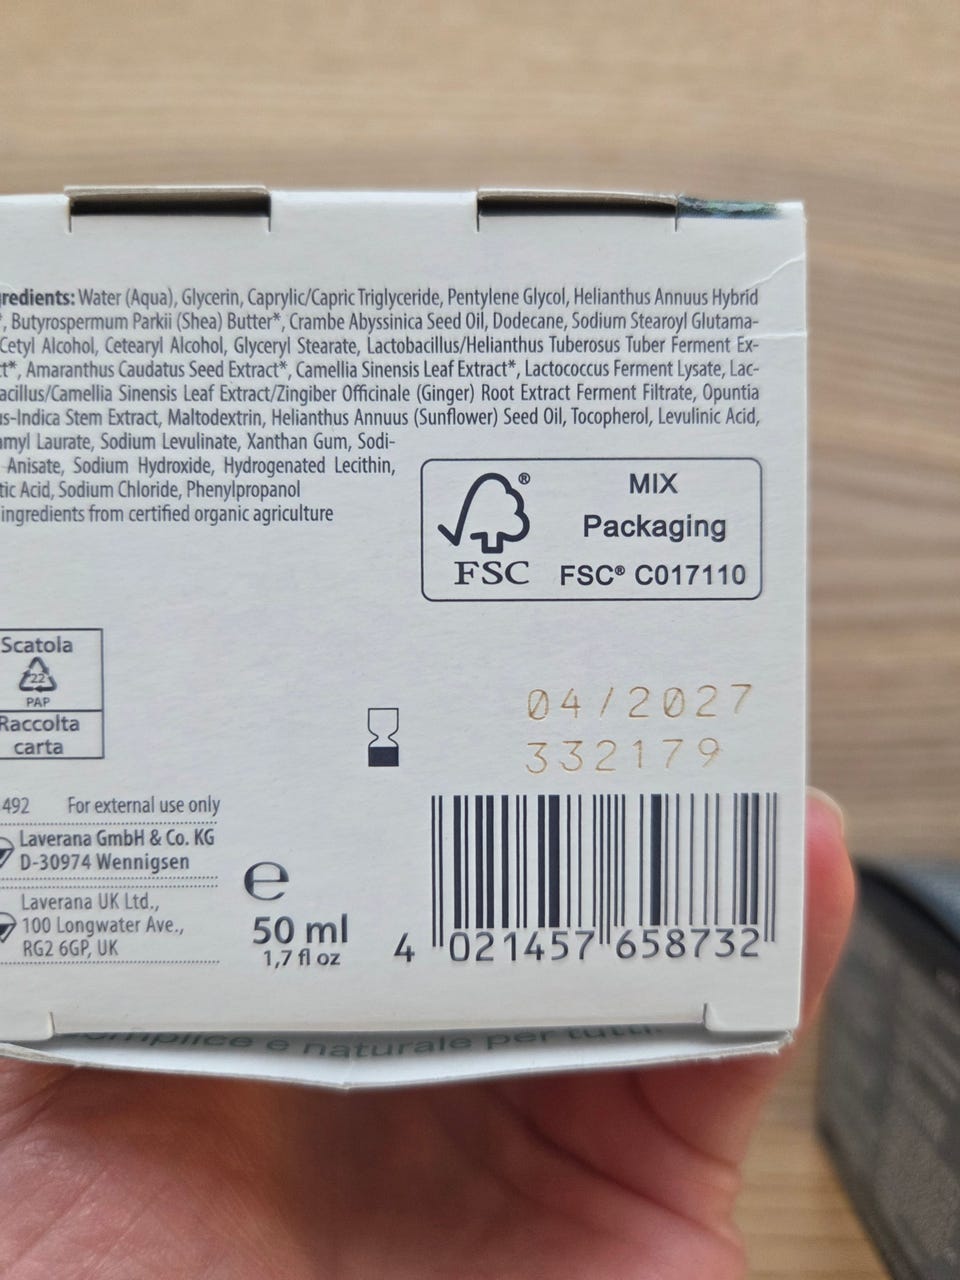 redients: Water (Aqua), Glycerin, Caprylic/Capric Triglyceride, Pentylene Glycol, Helianthus Annuus Hybrid
*, Butyrospermum Parkii (Shea) Butter*, Crambe Abyssinica Seed Oil, Dodecane, Sodium Stearoyl Glutama-
Cetyl Alcohol, Cetearyl Alcohol, Glyceryl Stearate, Lactobacillus/Helianthus Tuberosus Tuber Ferment Ex-
ct*, Amaranthus Caudatus Seed Extract*, Camellia Sinensis Leaf Extract*, Lactococcus Ferment Lysate, Lac-
acillus/Camellia Sinensis Leaf Extract/Zingiber Officinale (Ginger) Root Extract Ferment Filtrate, Opuntia
us-Indica Stem Extract, Maltodextrin, Helianthus Annuus (Sunflower) Seed Oil, Tocopherol, Levulinic Acid,
amyl Laurate, Sodium Levulinate, Xanthan Gum, Sodi-
Anisate, Sodium Hydroxide, Hydrogenated Lecithin,
tic Acid, Sodium Chloride, Phenylpropanol
ingredients from certified organic agriculture
FSC®
MIX
Packaging
FSC® C017110
Scatola
22
PAP
Raccolta
carta
04/2027
332179
492 For external use only
Laverana GmbH & Co. KG
D-30974 Wennigsen
Laverana UK Ltd.,
100 Longwater Ave.,
RG2 6GP, UK
e
50 ml
1,7 fl oz
4 021457 658732
semplice e naturale per tutti.